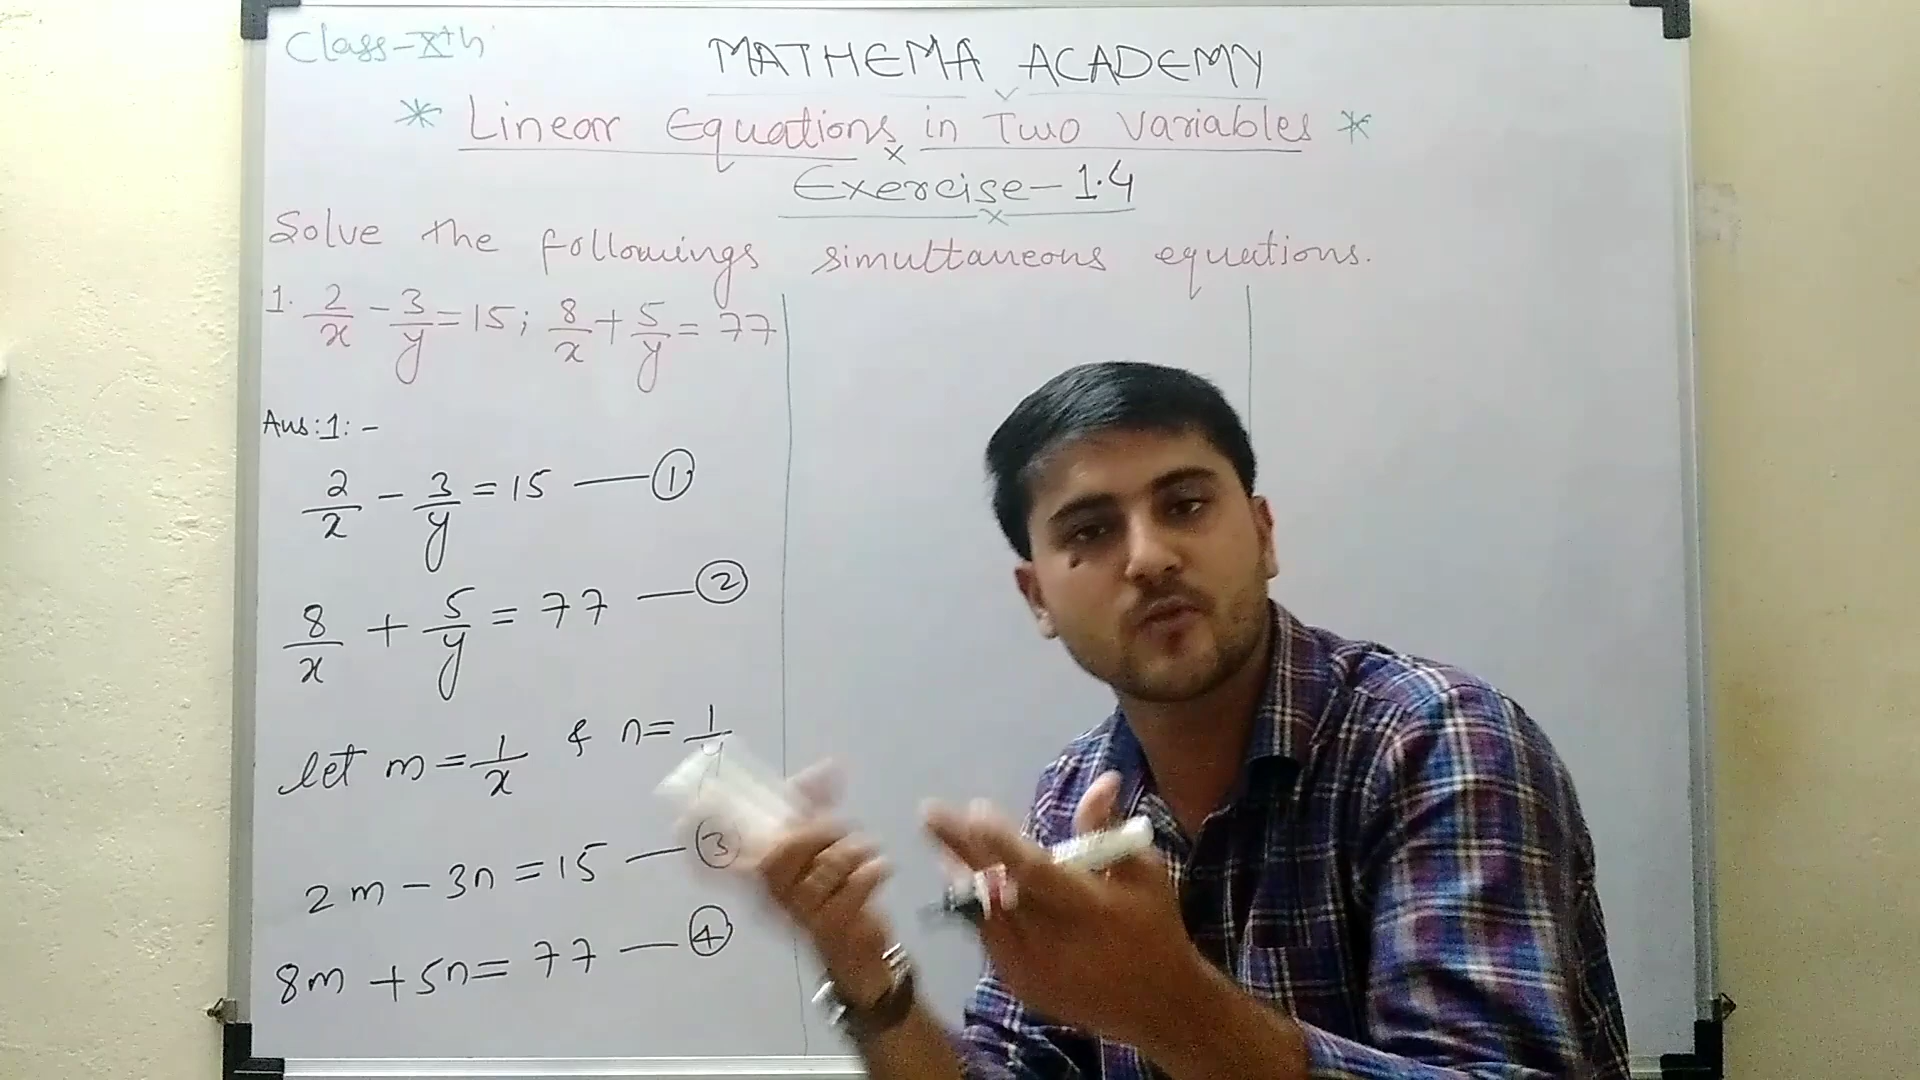 Class-Xth
MATHEMA ACADEMY
* Linear Equations in Two Variables *
Exercise-1.4
Solve the followings simultaneous equations.
1. 2/x - 3/y = 15; 8/x + 5/y = 77
Ans:1:-
2/x - 3/y = 15 — ①
8/x + 5/y = 77 — ②
let m = 1/x & n = 1/y
2m - 3n = 15 — ③
8m + 5n = 77 — ④